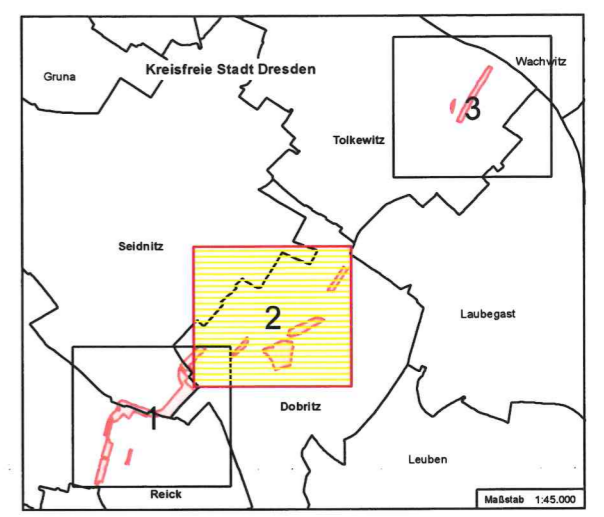 Gruna
Kreisfreie Stadt Dresden
Wachwitz
3
Tolkewitz
Seidnitz
2
Laubegast
1
Dobritz
Leuben
Reick
Maßstab 1:45.000